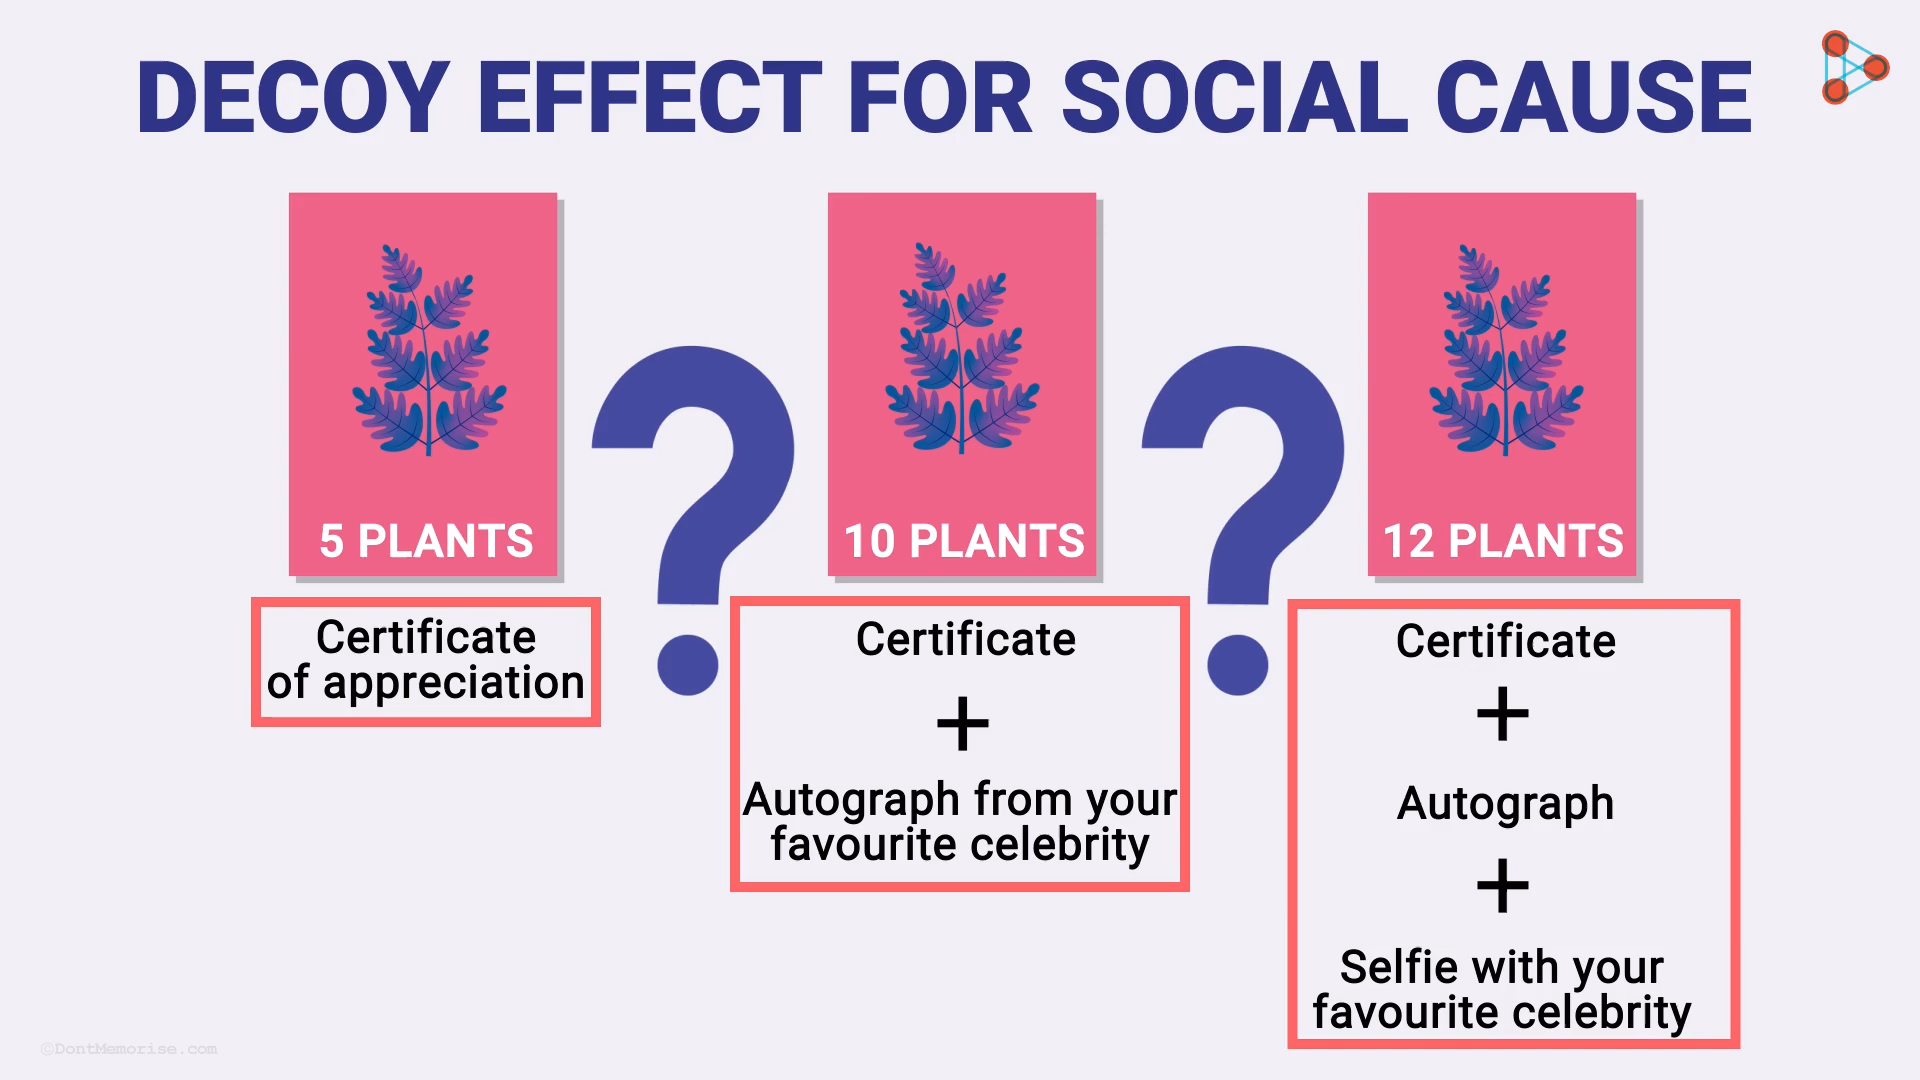 DECOY EFFECT FOR SOCIAL CAUSE
5 PLANTS
Certificate
of appreciation
10 PLANTS
Certificate
+
Autograph from your
favourite celebrity
12 PLANTS
Certificate
+
Autograph
+
Selfie with your
favourite celebrity
?
?
©DontMemorise.com